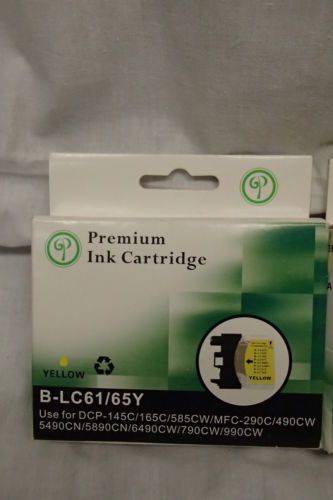 Premium
Ink Cartridge
YELLOW
YELLOW
B-LC61/65Y
Use for DCP-145C/165C/585CW/MFC-290C/490CW
5490CN/5890CN/6490CW/790CW/990CW